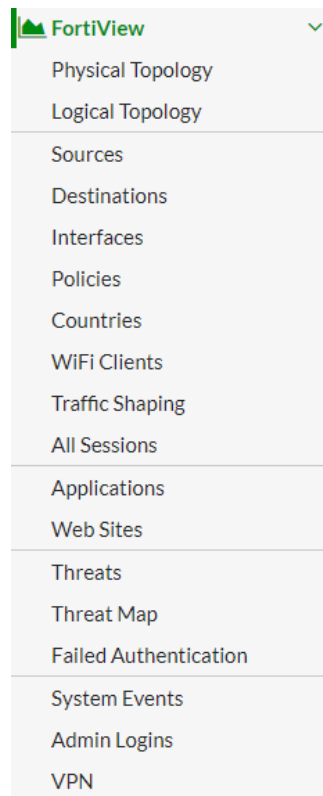 FortiView
Physical Topology
Logical Topology
Sources
Destinations
Interfaces
Policies
Countries
WiFi Clients
Traffic Shaping
All Sessions
Applications
Web Sites
Threats
Threat Map
Failed Authentication
System Events
Admin Logins
VPN